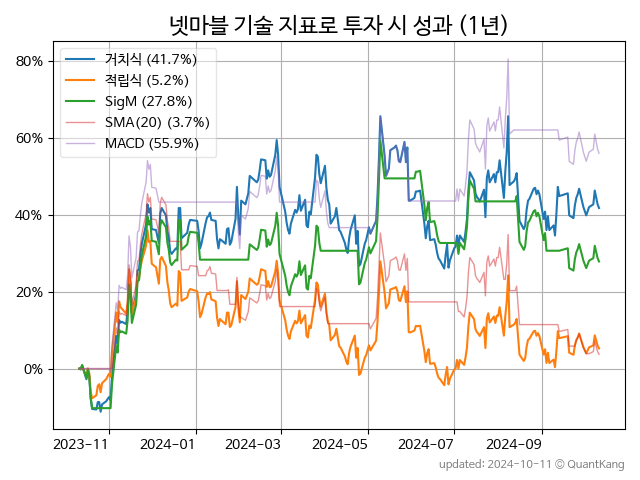 넷마블 기술 지표로 투자 시 성과 (1년)
80%
60%
40%
20%
0%
거치식 (41.7%)
적립식 (5.2%)
SigM (27.8%)
SMA(20) (3.7%)
MACD (55.9%)
2023-11 2024-01 2024-03 2024-05 2024-07 2024-09
updated: 2024-10-11 © QuantKang